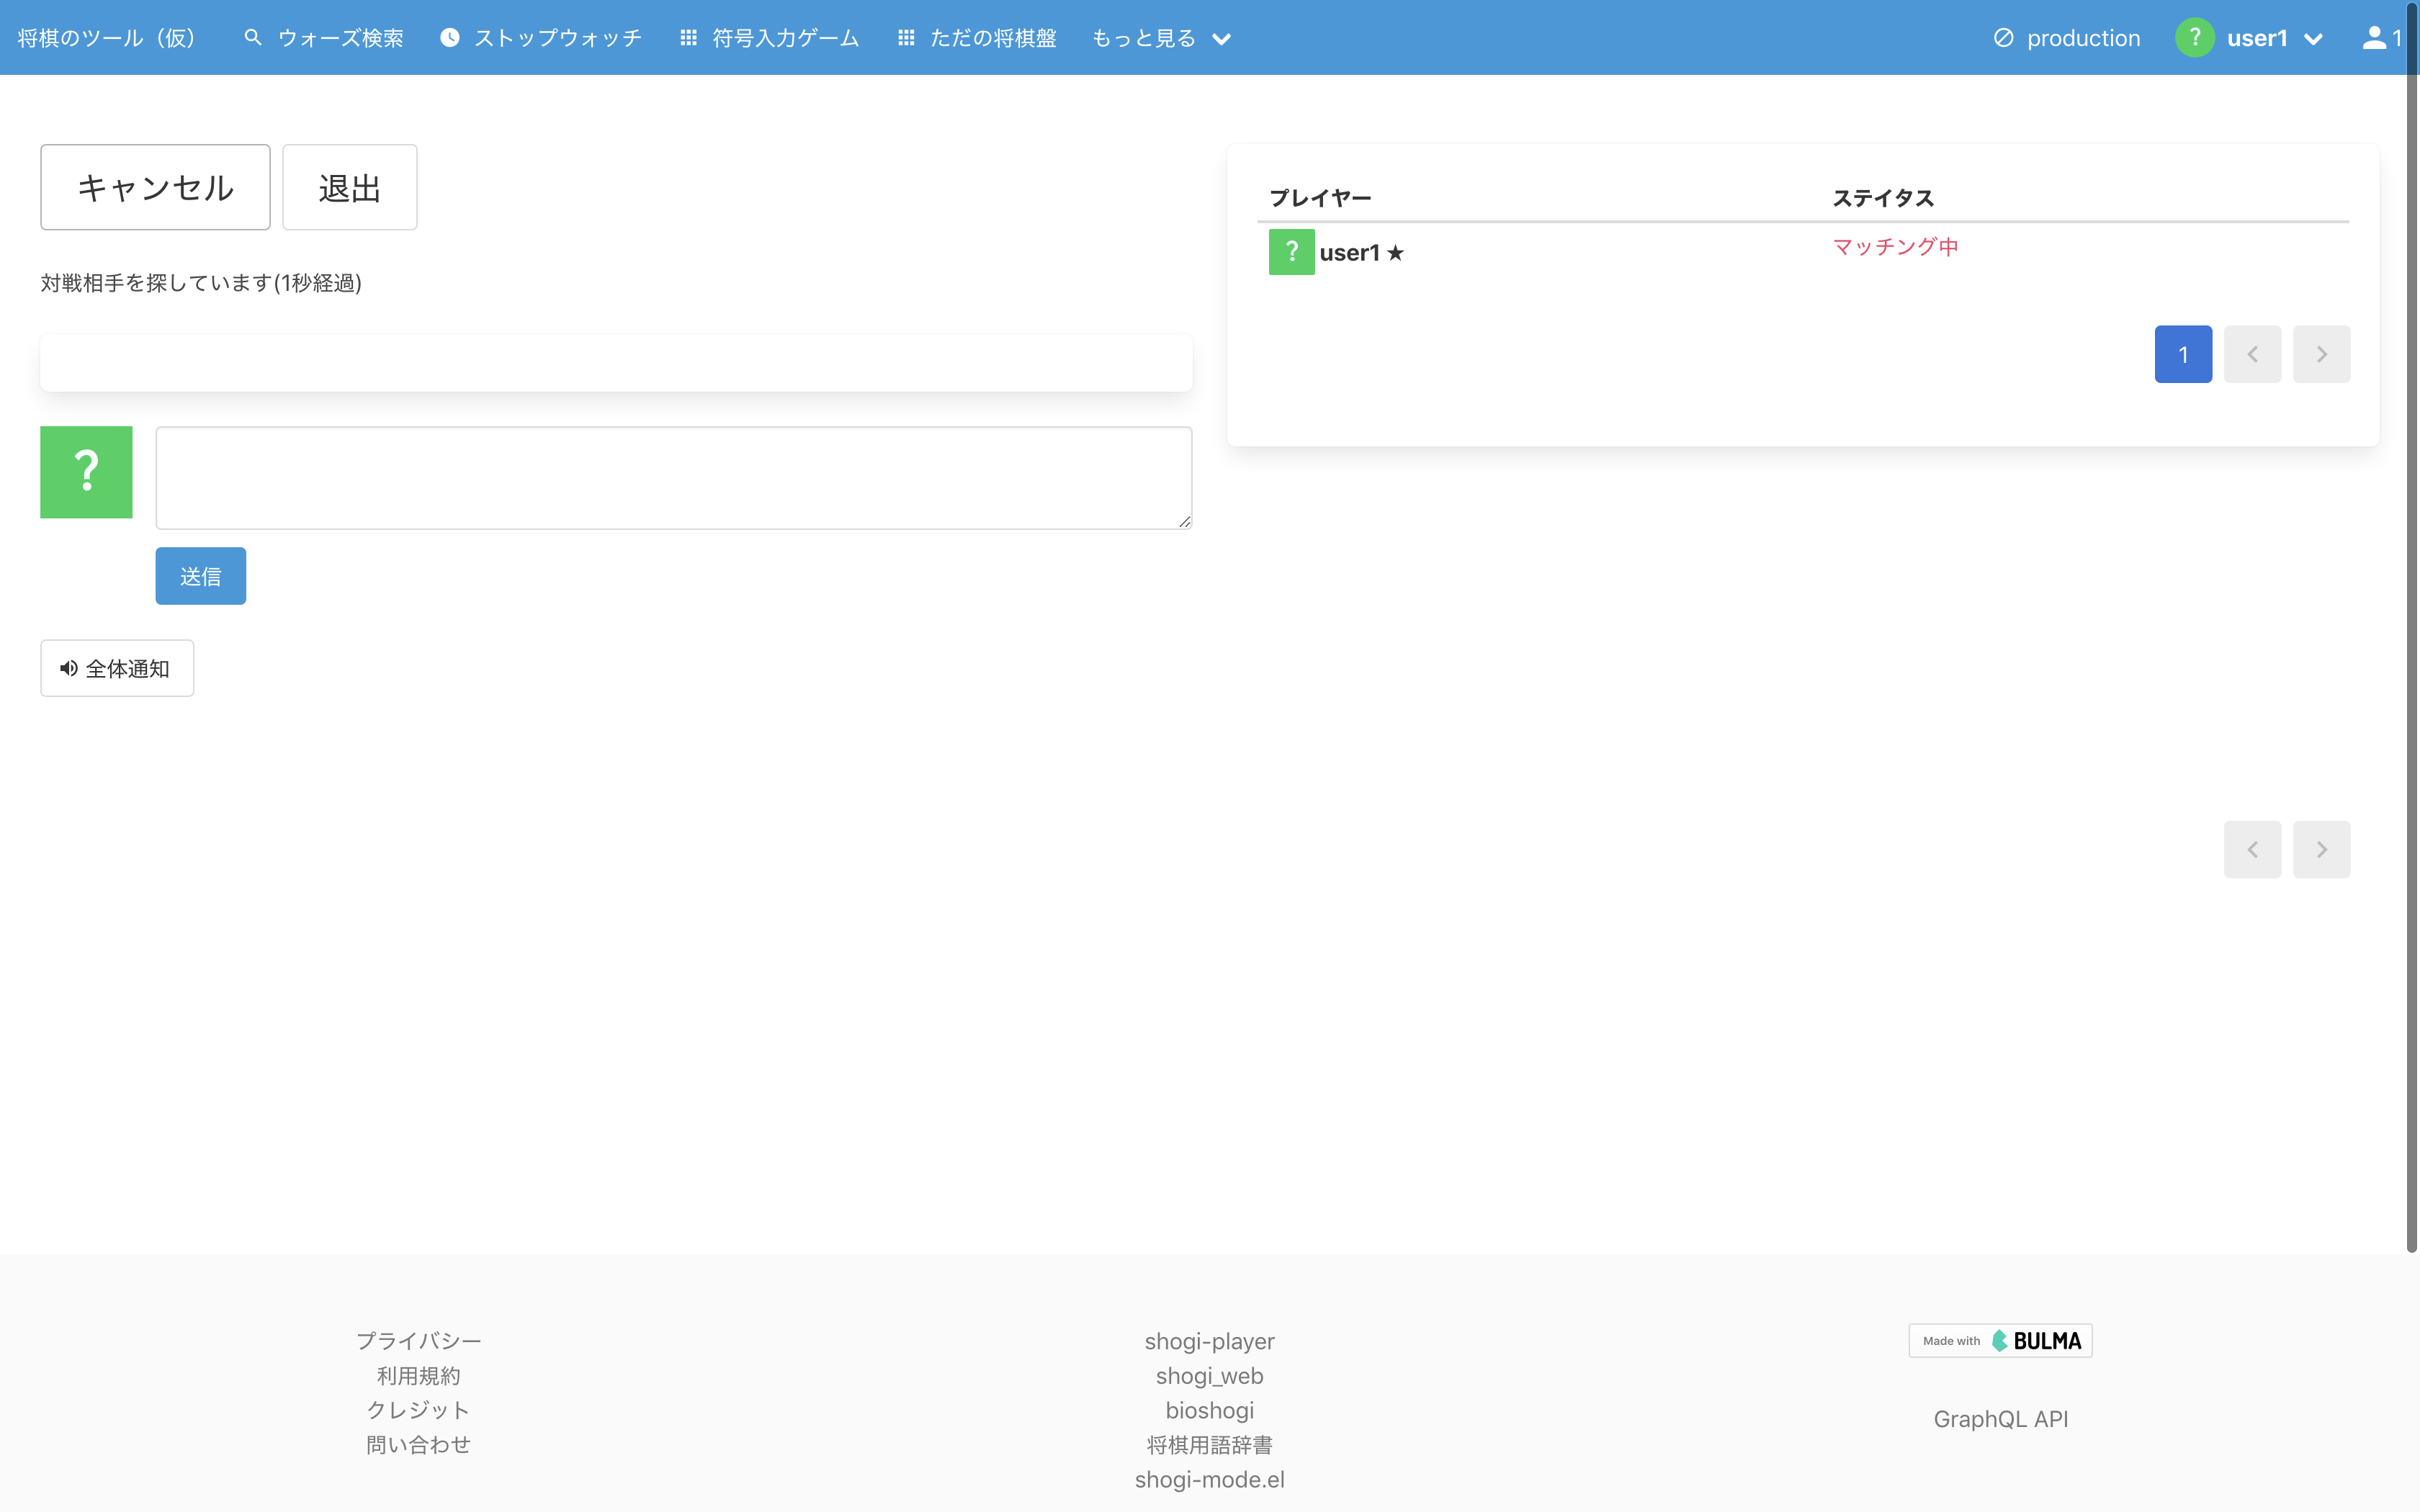 将棋のツール（仮） ウォーズ検索 ストップウォッチ 符号入力ゲーム ただの将棋盤 もっと見る production ? user1 1
キャンセル 退出
対戦相手を探しています(1秒経過)
?
送信
全体通知
プレイヤー ステイタス
? user1 ★ マッチング中
1
プライバシー
利用規約
クレジット
問い合わせ
shogi-player
shogi_web
bioshogi
将棋用語辞書
shogi-mode.el
Made with BULMA
GraphQL API